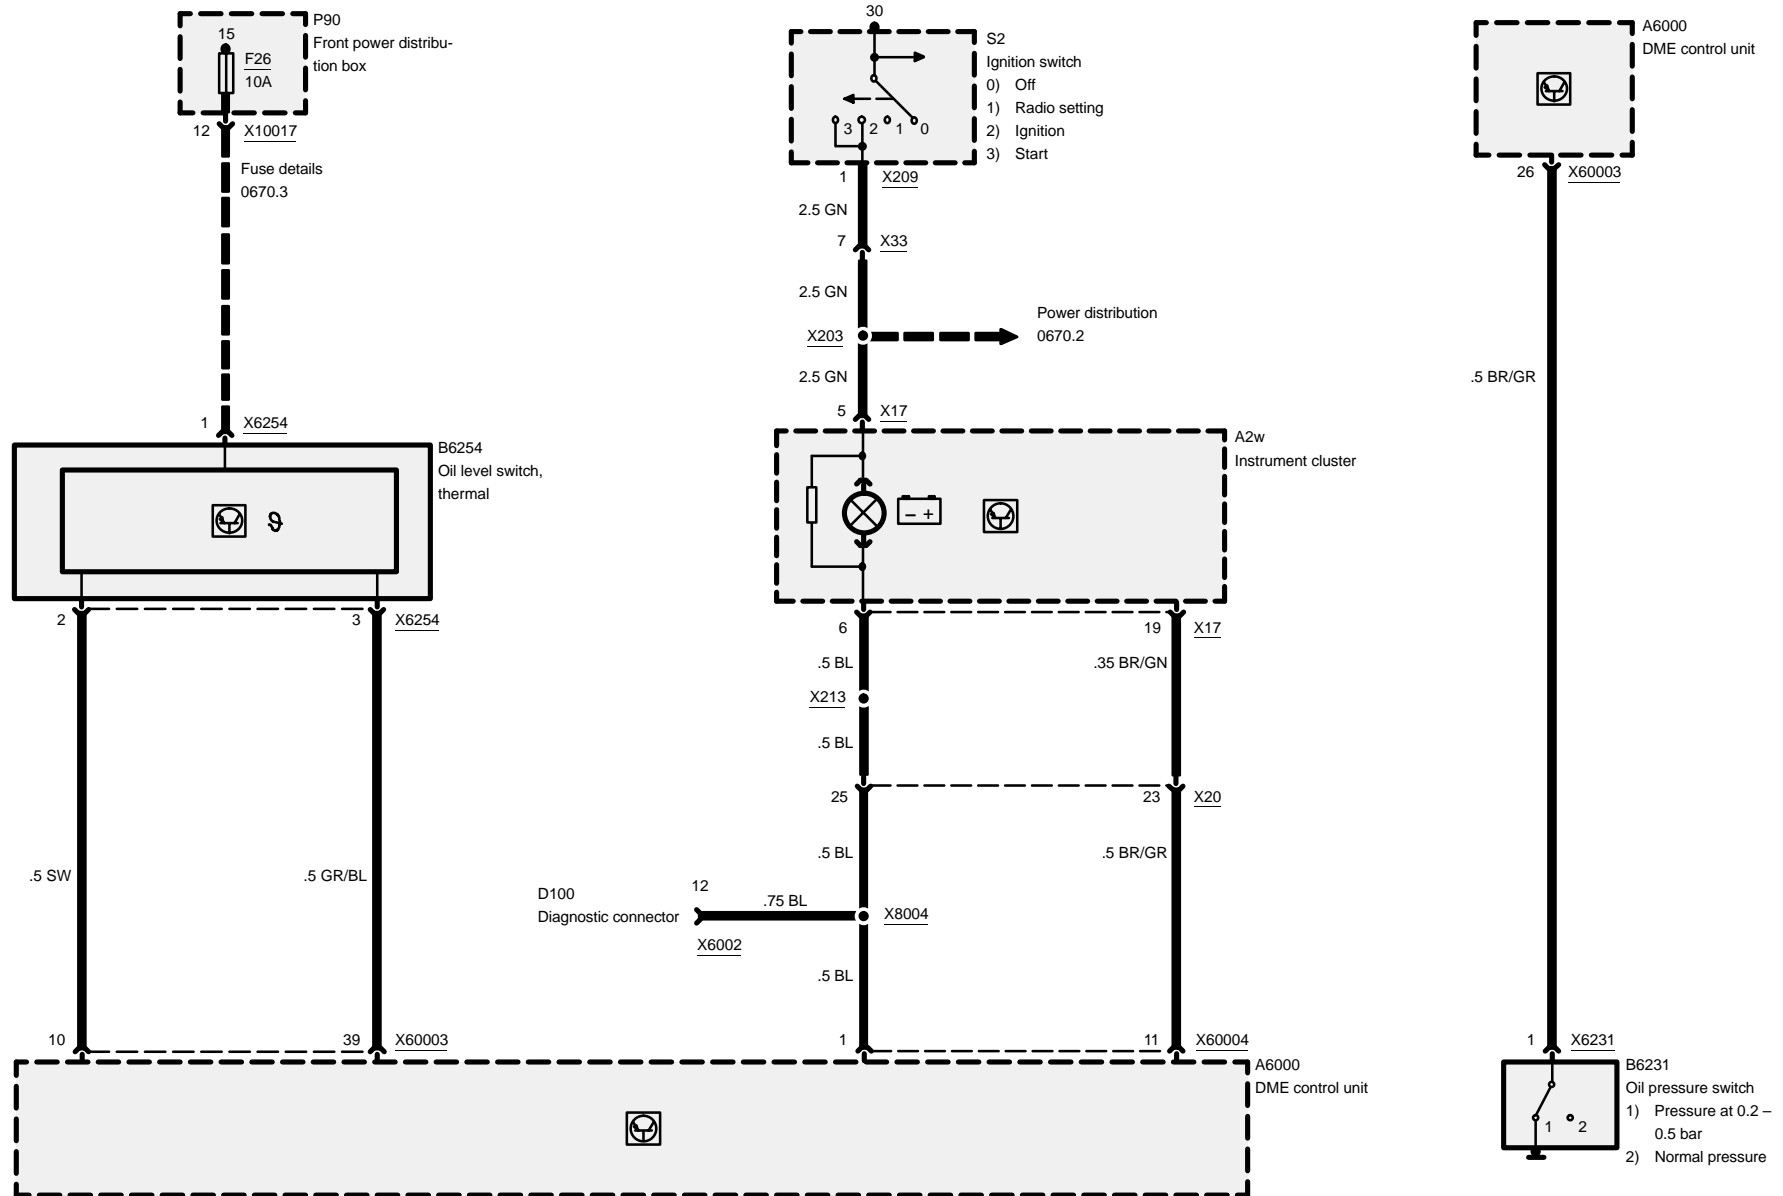 P90
Front power distribu-
tion box
15
F26
10A
12
X10017
Fuse details
0670.3
1
X6254
B6254
Oil level switch,
thermal
ϑ
2
3
X6254
.5 SW
.5 GR/BL
10
39
X60003
30
S2
Ignition switch
0) Off
1) Radio setting
2) Ignition
3) Start
3
2
1
0
1
X209
2.5 GN
7
X33
2.5 GN
X203
Power distribution
0670.2
2.5 GN
5
X17
A2w
Instrument cluster
– +
6
19
X17
.5 BL
.35 BR/GN
X213
.5 BL
25
23
X20
.5 BL
.5 BR/GR
D100
Diagnostic connector
12
.75 BL
X6002
X8004
.5 BL
1
11
X60004
A6000
DME control unit
A6000
DME control unit
26
X60003
.5 BR/GR
1
X6231
B6231
Oil pressure switch
1) Pressure at 0.2 –
0.5 bar
2) Normal pressure
1
2